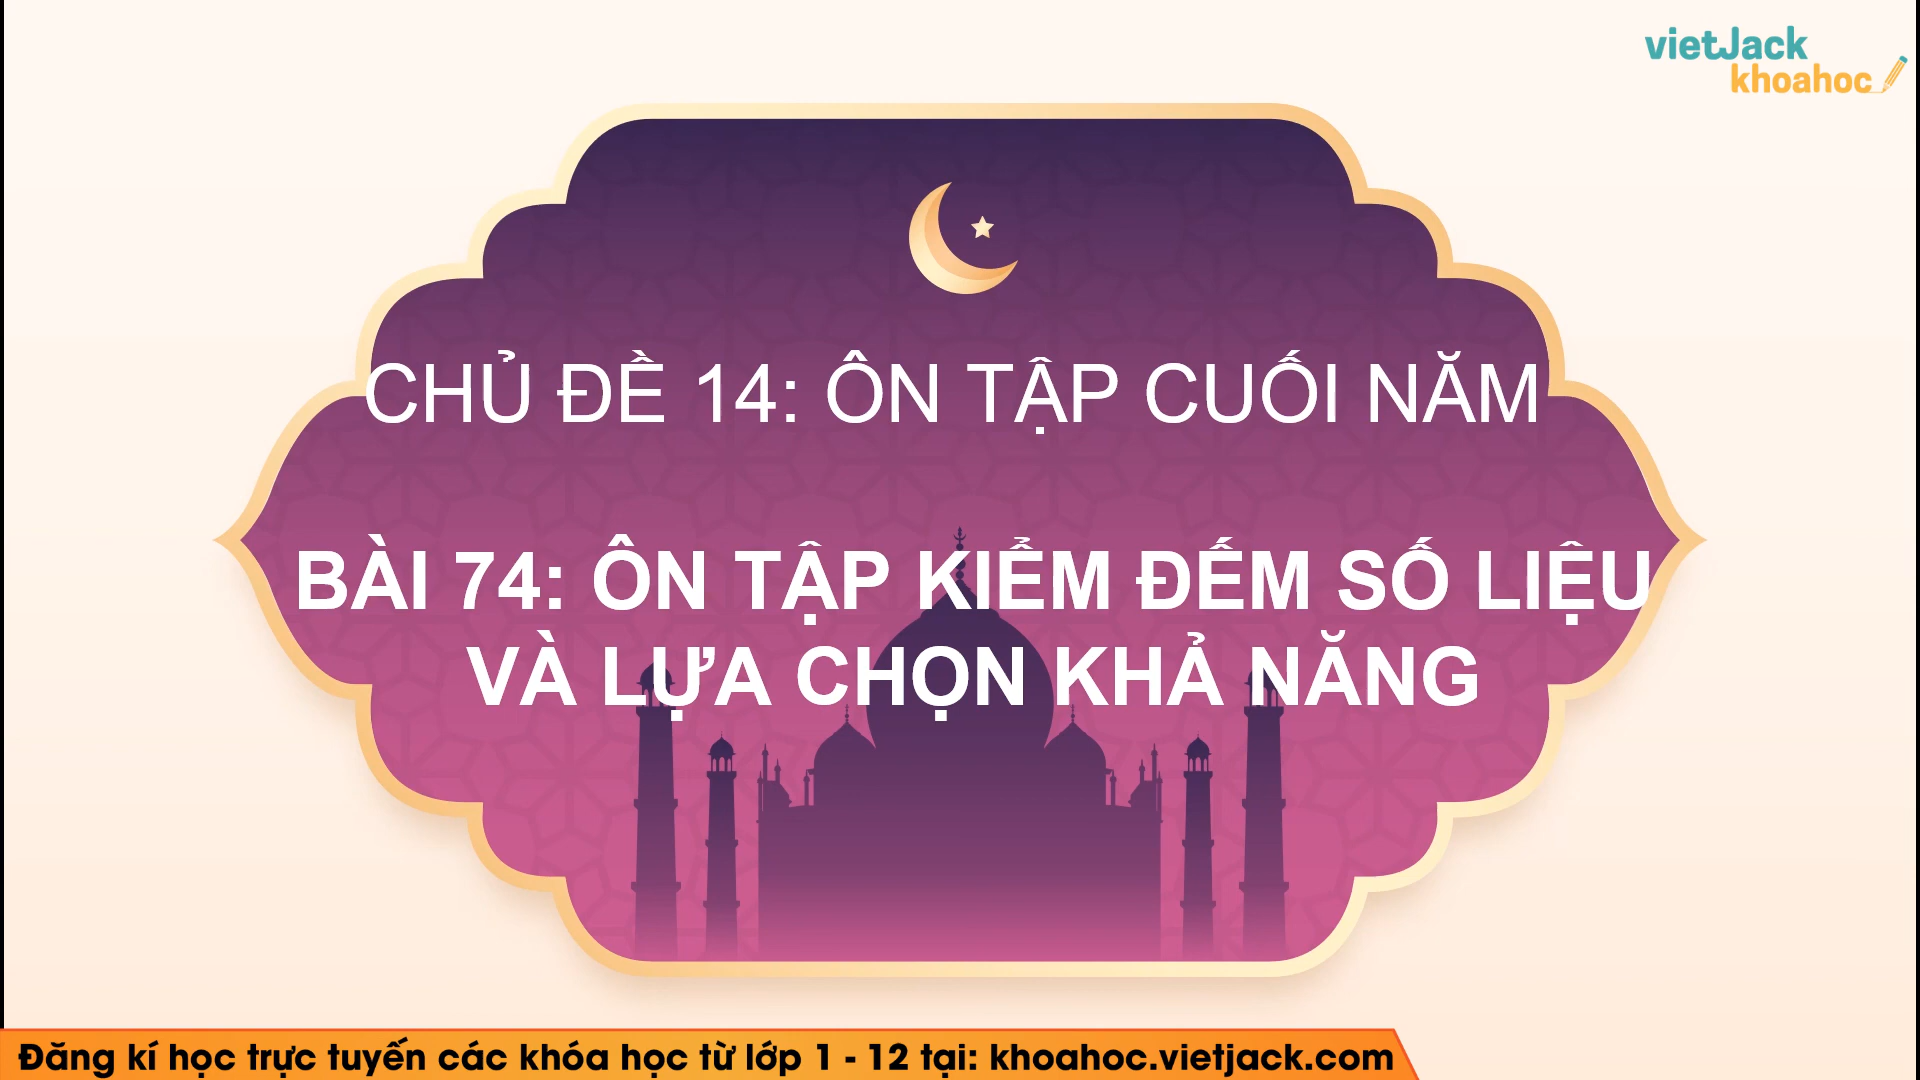 vietJack
khoahoc
CHỦ ĐỀ 14: ÔN TẬP CUỐI NĂM
BÀI 74: ÔN TẬP KIỂM ĐẾM SỐ LIỆU
VÀ LỰA CHỌN KHẢ NĂNG
Đăng kí học trực tuyến các khóa học từ lớp 1 - 12 tại: khoahoc.vietjack.com